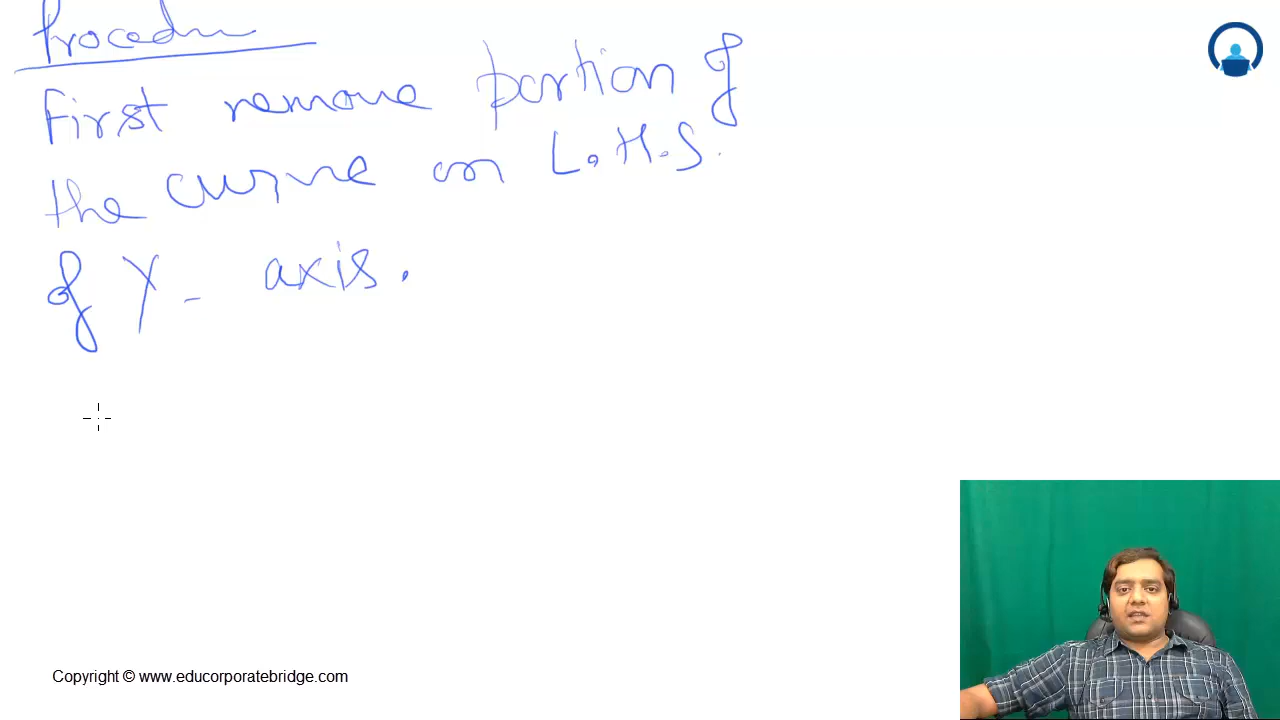 Procedu
First remove portion of
the curve on L.H.S.
of Y- axis.
Copyright © www.educorporatebridge.com